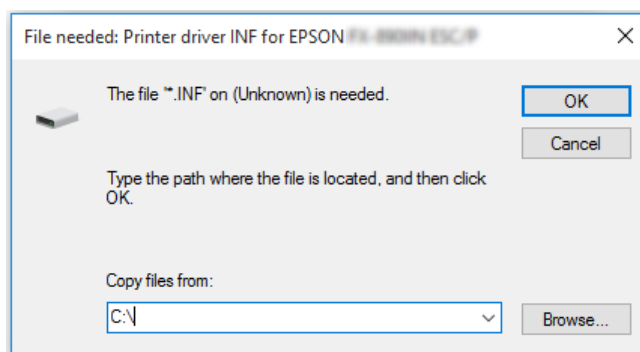 File needed: Printer driver INF for EPSON
The file '*.INF' on (Unknown) is needed.
OK
Cancel
Type the path where the file is located, and then click
OK.
Copy files from:
C:\
Browse...